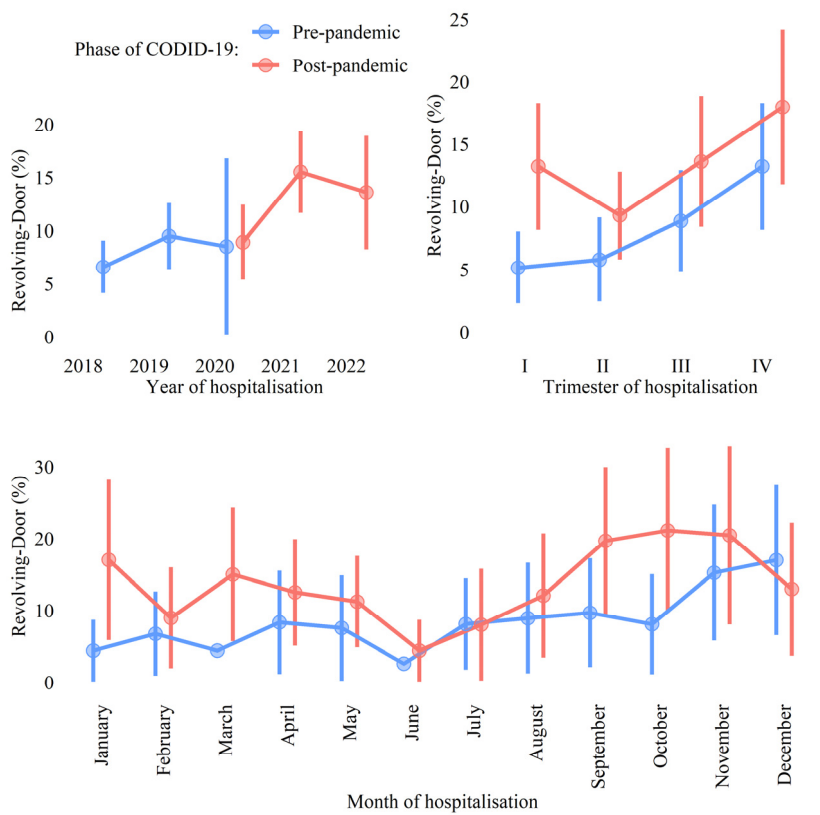 Phase of CODID-19:
Pre-pandemic
Post-pandemic
Revolving-Door (%)
20
15
10
5
0
2018 2019 2020 2021 2022
Year of hospitalisation
Revolving-Door (%)
25
20
15
10
5
0
I II III IV
Trimester of hospitalisation
Revolving-Door (%)
30
20
10
0
January
February
March
April
May
June
July
August
September
October
November
December
Month of hospitalisation